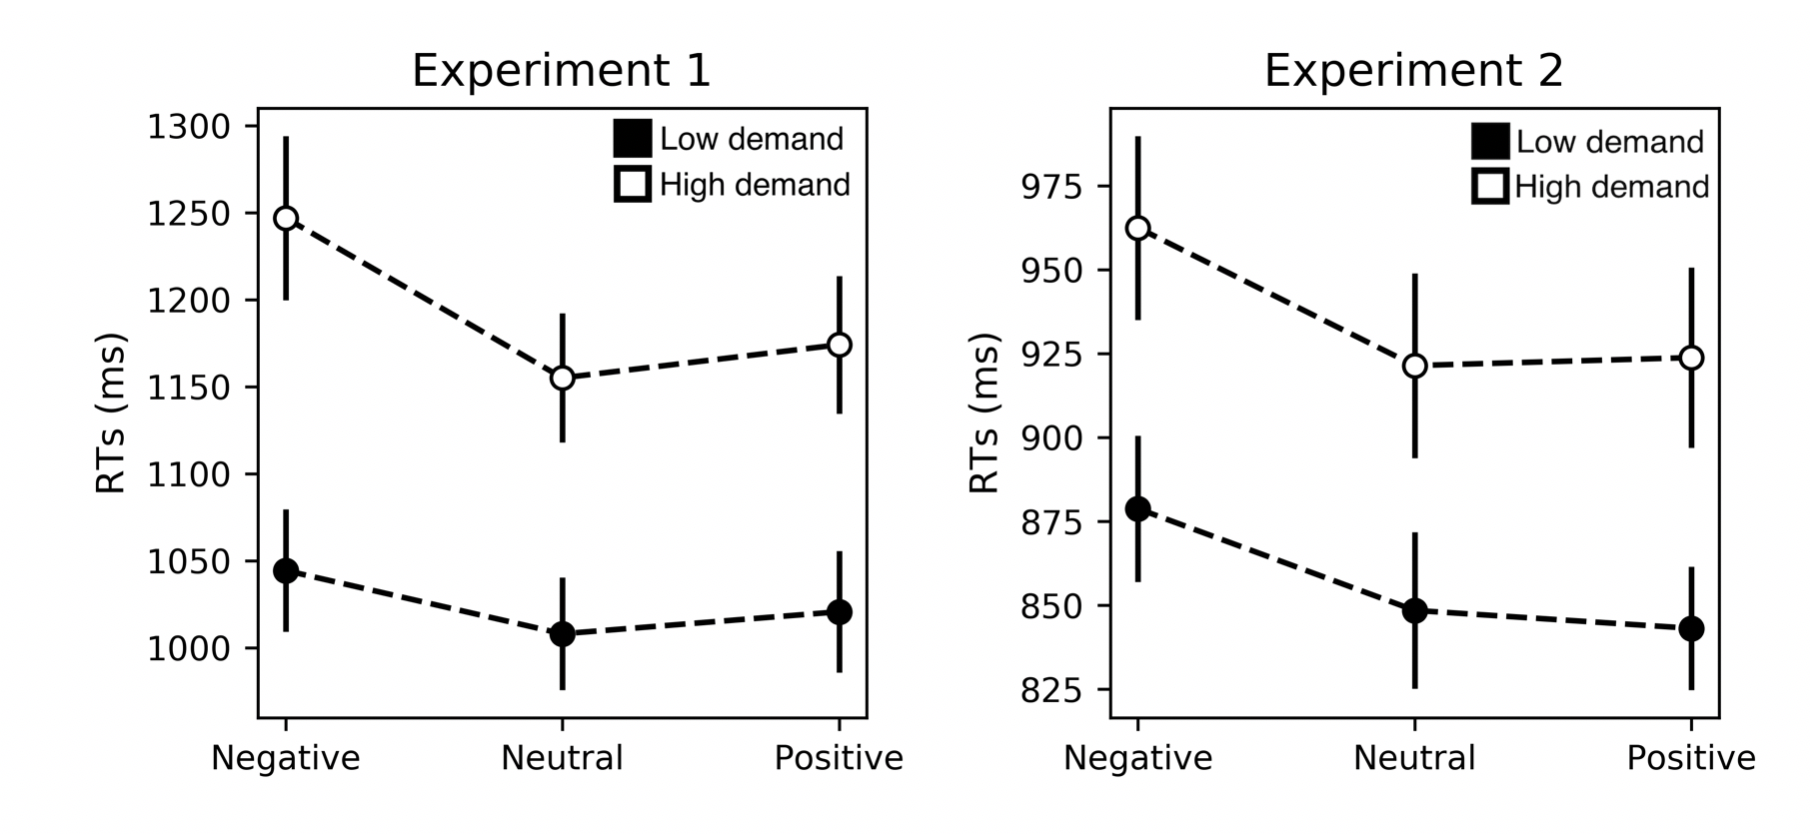 Experiment 1
Low demand
High demand
RTs (ms)
1300
1250
1200
1150
1100
1050
1000
Negative
Neutral
Positive
Experiment 2
Low demand
High demand
RTs (ms)
975
950
925
900
875
850
825
Negative
Neutral
Positive